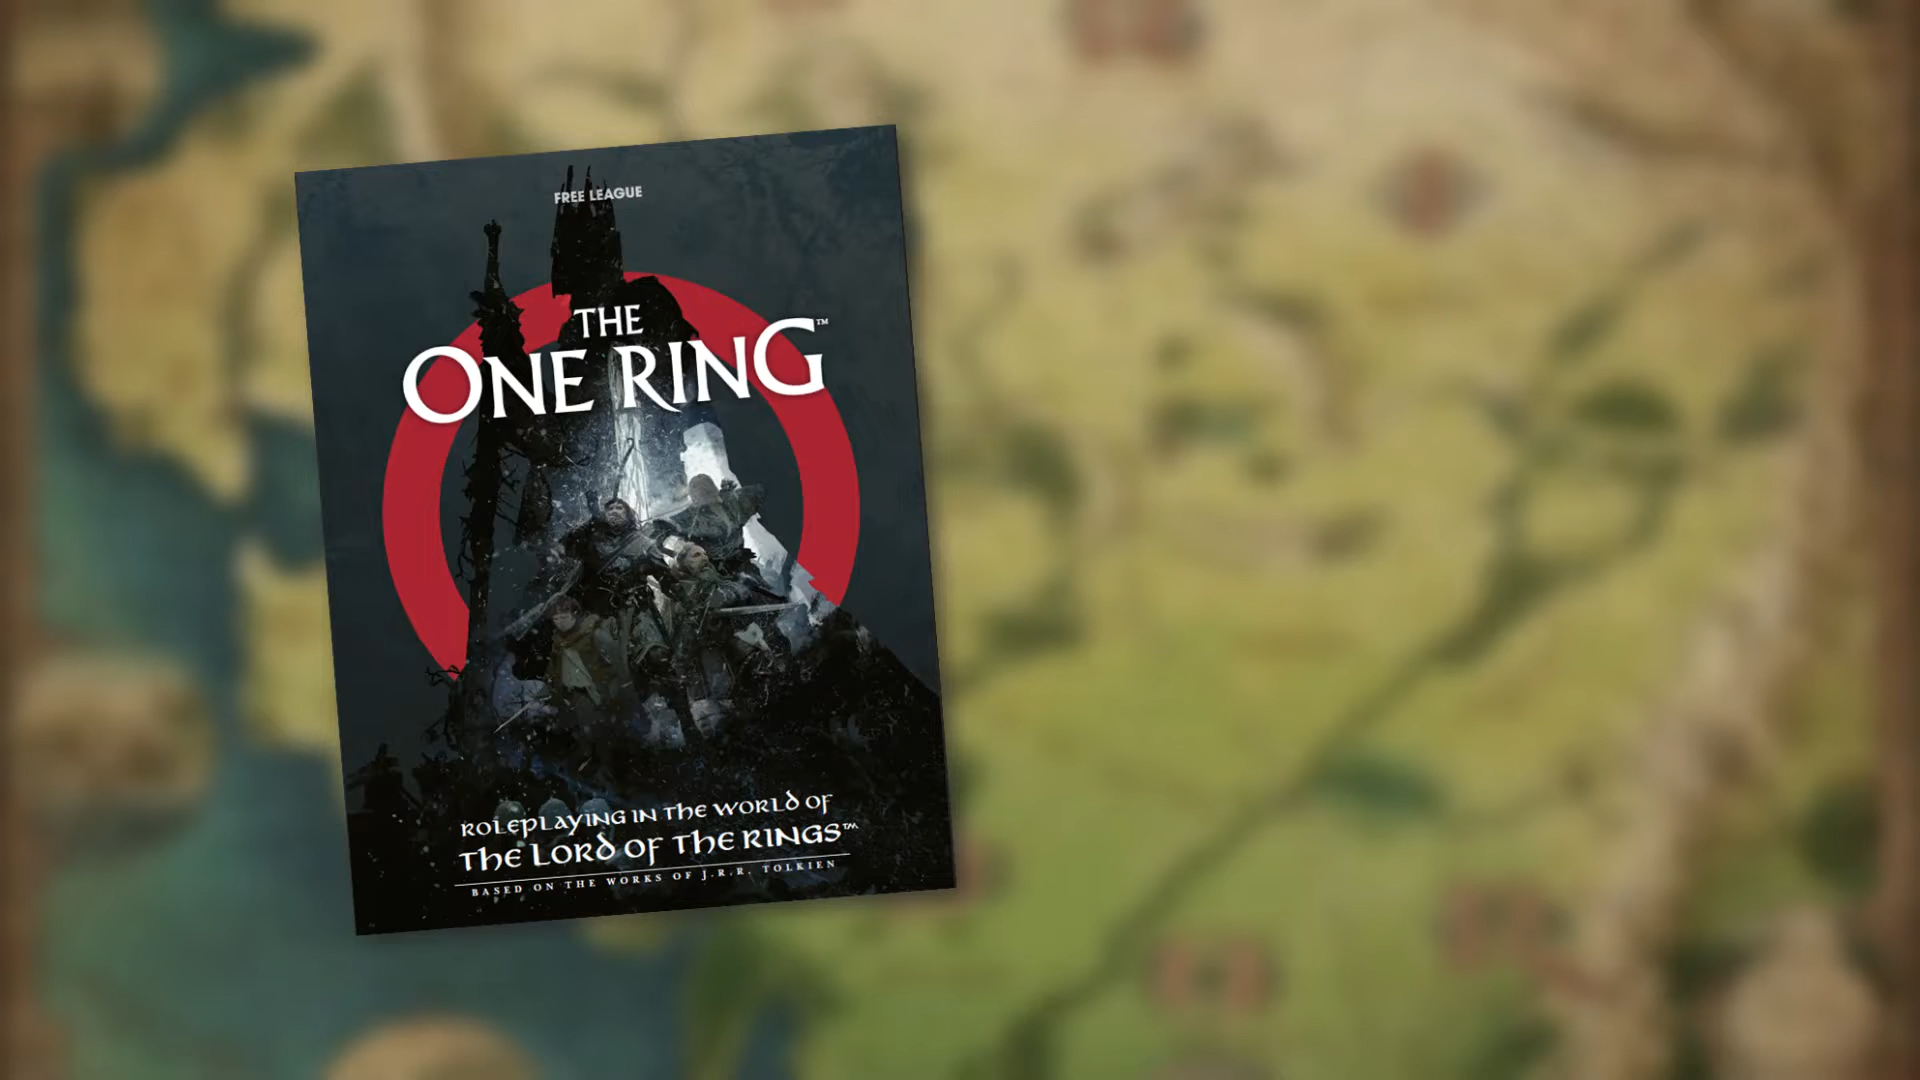 FREE LEAGUE
THE
ONE RING™
ROLEPLAYING IN THE WORLD OF
THE LORD OF THE RINGS™
BASED ON THE WORKS OF J.R.R. TOLKIEN